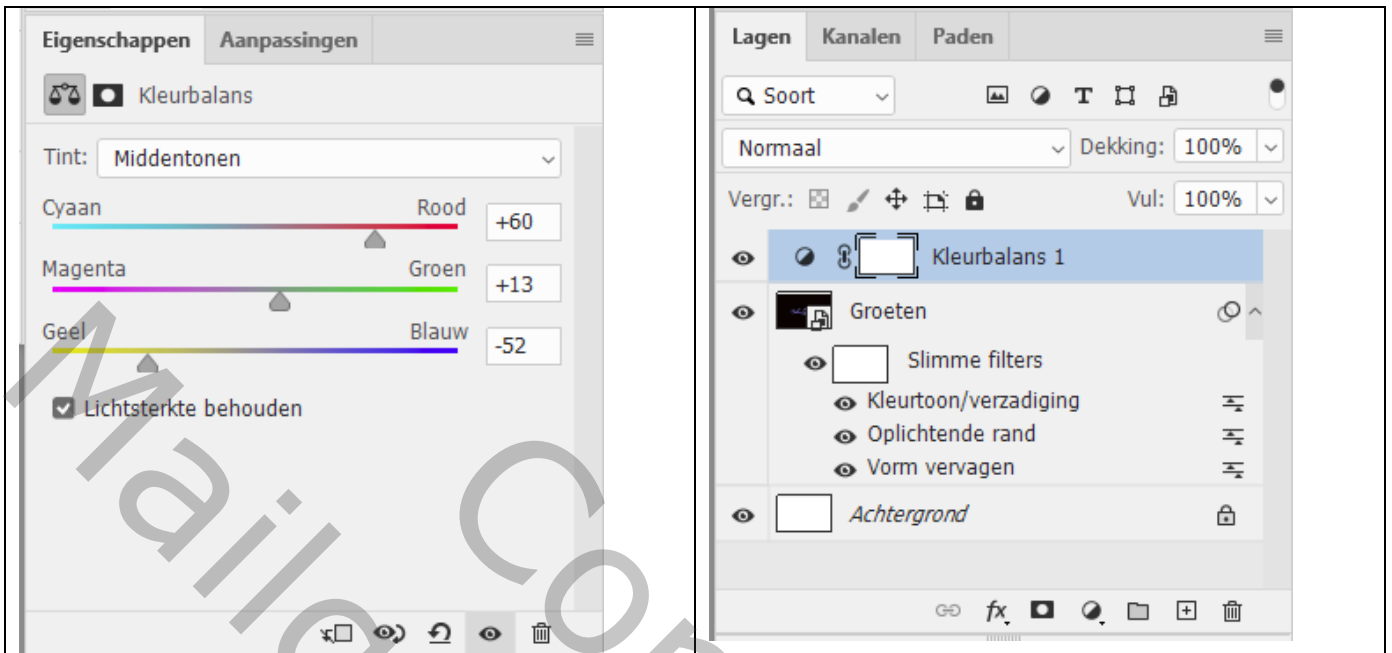 Eigenschappen Aanpassingen
Kleurbalans
Tint: Middentonen
Cyaan Rood +60
Magenta Groen +13
Geel Blauw -52
Lichtsterkte behouden
Lagen Kanalen Paden
Soort T
Normaal Dekking: 100%
Vergr.: Vul: 100%
Kleurbalans 1
Groeten
Slimme filters
Kleurtoon/verzadiging
Oplichtende rand
Vorm vervagen
Achtergrond
fx